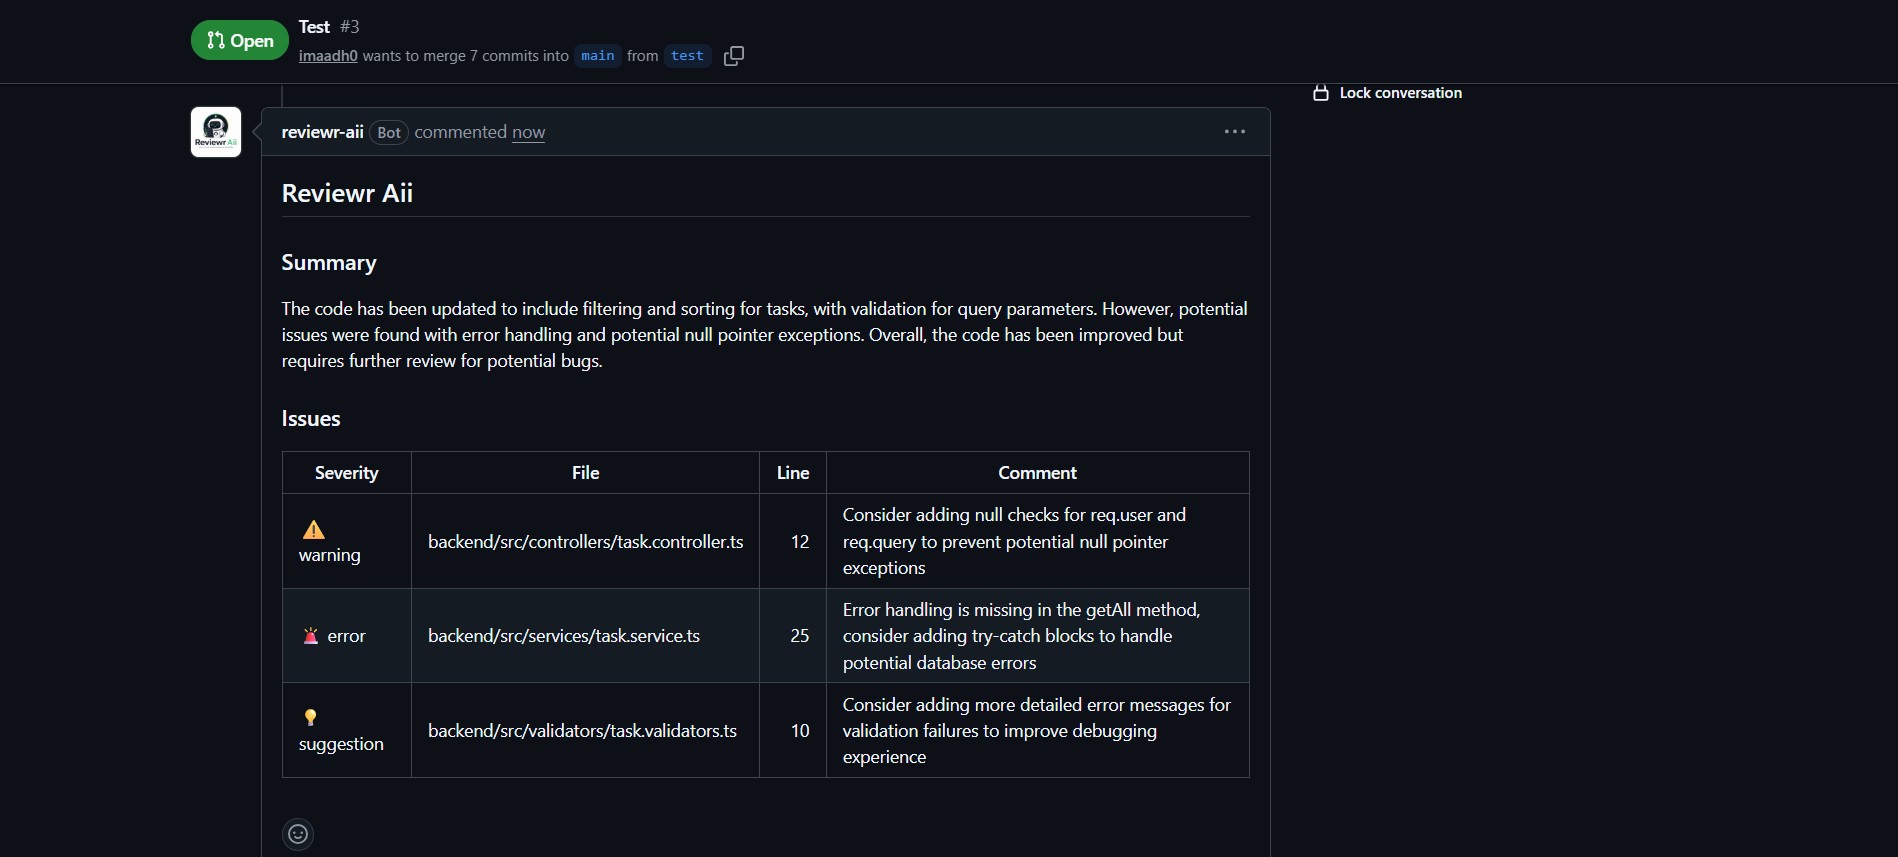 Open
Test #3
imaadh0 wants to merge 7 commits into main from test
Lock conversation
Reviewr Aii
reviewr-aii Bot commented now
Reviewr Aii
Summary
The code has been updated to include filtering and sorting for tasks, with validation for query parameters. However, potential
issues were found with error handling and potential null pointer exceptions. Overall, the code has been improved but
requires further review for potential bugs.
Issues
Severity File Line Comment
warning backend/src/controllers/task.controller.ts 12 Consider adding null checks for req.user and
req.query to prevent potential null pointer
exceptions
error backend/src/services/task.service.ts 25 Error handling is missing in the getAll method,
consider adding try-catch blocks to handle
potential database errors
suggestion backend/src/validators/task.validators.ts 10 Consider adding more detailed error messages for
validation failures to improve debugging
experience